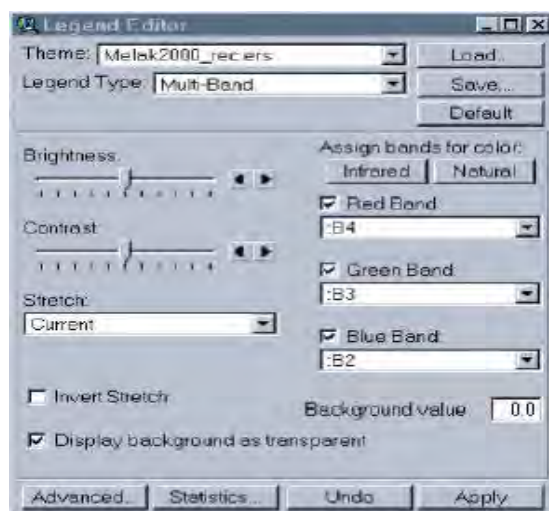 Legend Editor
Theme: Melak2000_rec.ers Load...
Legend Type: Multi-Band Save...
Default
Brightness:
Contrast:
Stretch:
Current
Invert Stretch
Display background as transparent
Assign bands for color:
Infrared Natural
Red Band
:B4
Green Band
:B3
Blue Band
:B2
Background value 0.0
Advanced... Statistics... Undo Apply